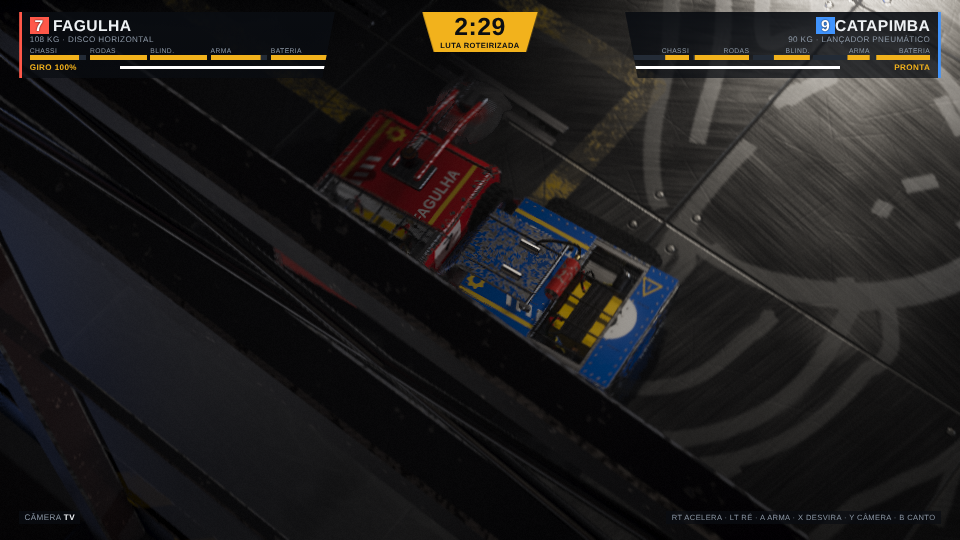 7 FAGULHA
108 KG · DISCO HORIZONTAL
CHASSI RODAS BLIND. ARMA BATERIA
GIRO 100%
2:29
LUTA ROTEIRIZADA
9 CATAPIMBA
90 KG · LANÇADOR PNEUMÁTICO
CHASSI RODAS BLIND. ARMA BATERIA
PRONTA
FAGULHA
CÂMERA TV
RT ACELERA · LT RÉ · A ARMA · X DESVIRA · Y CÂMERA · B CANTO